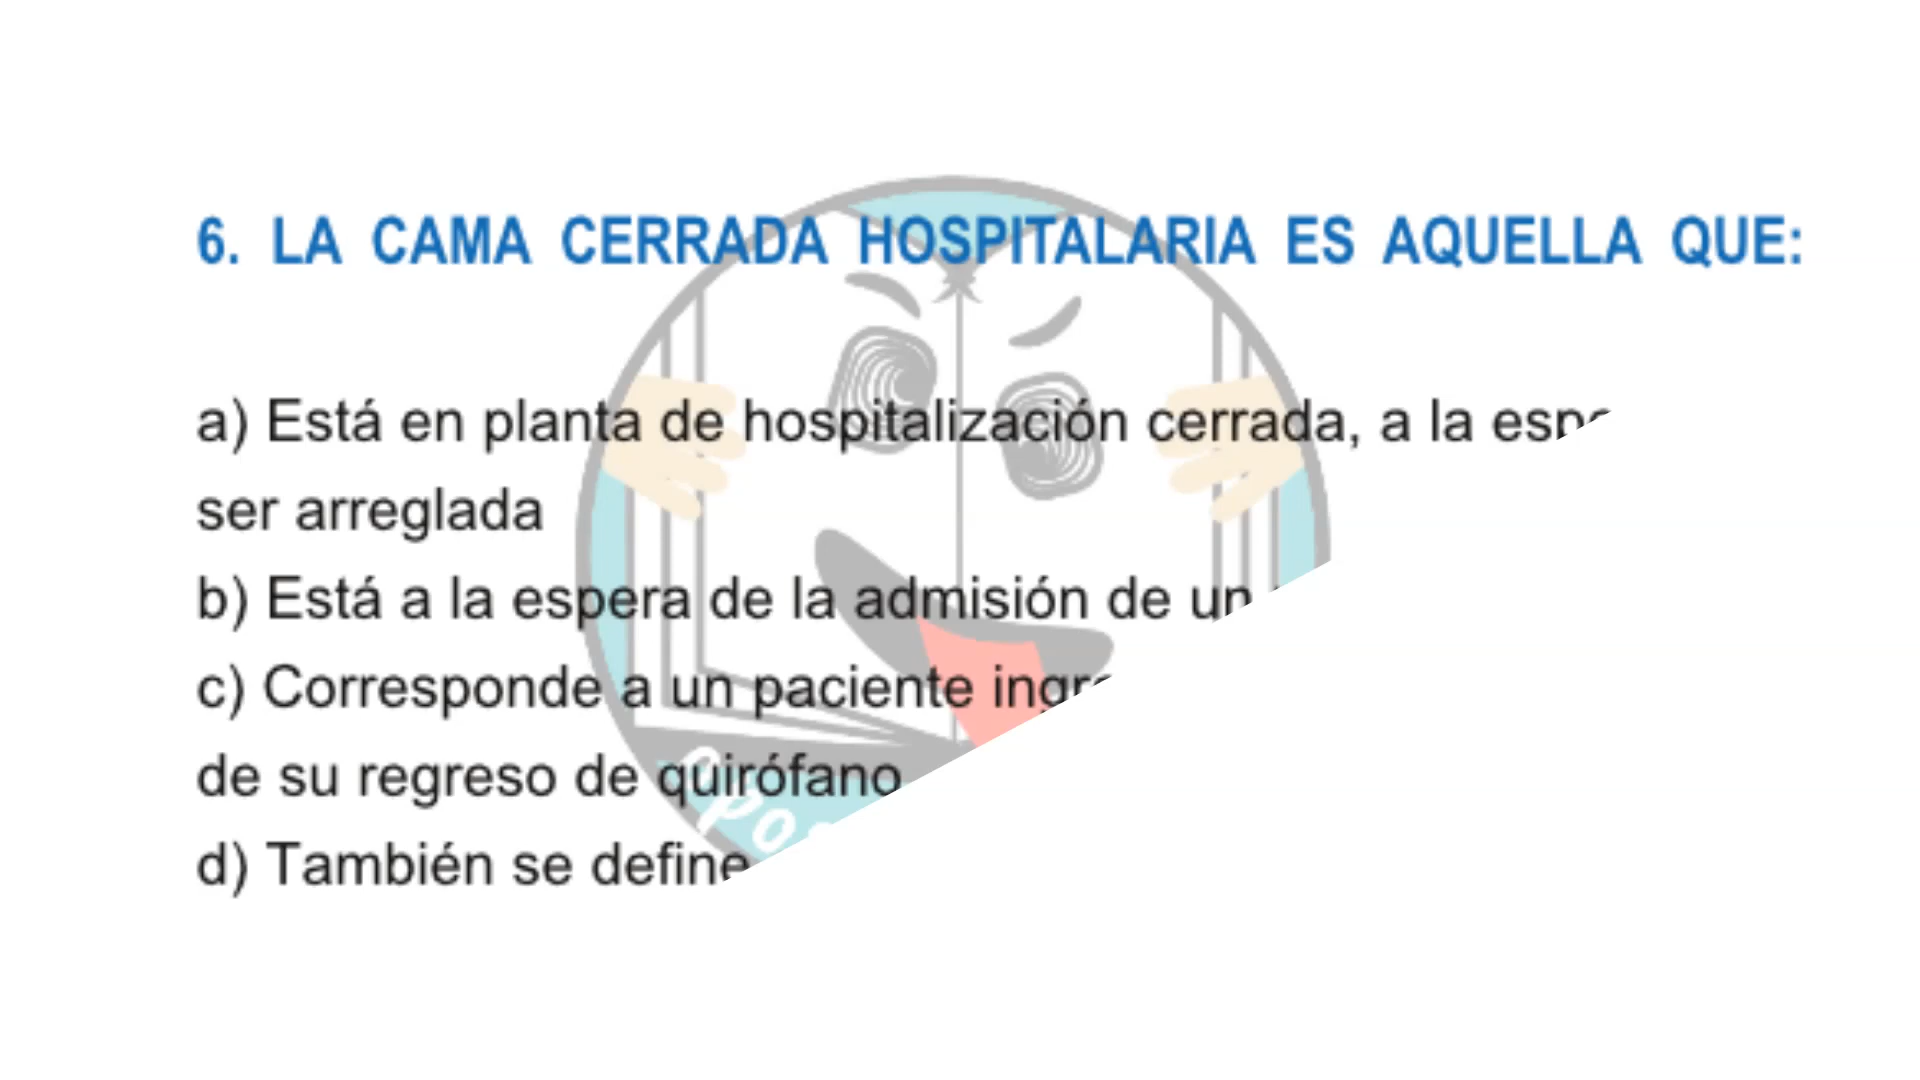 6. LA CAMA CERRADA HOSPITALARIA ES AQUELLA QUE:
a) Está en planta de hospitalización cerrada, a la
ser arreglada
b) Está a la espera de la admisión de un
c) Corresponde a un paciente
de su regreso de quirófano
d) También se define